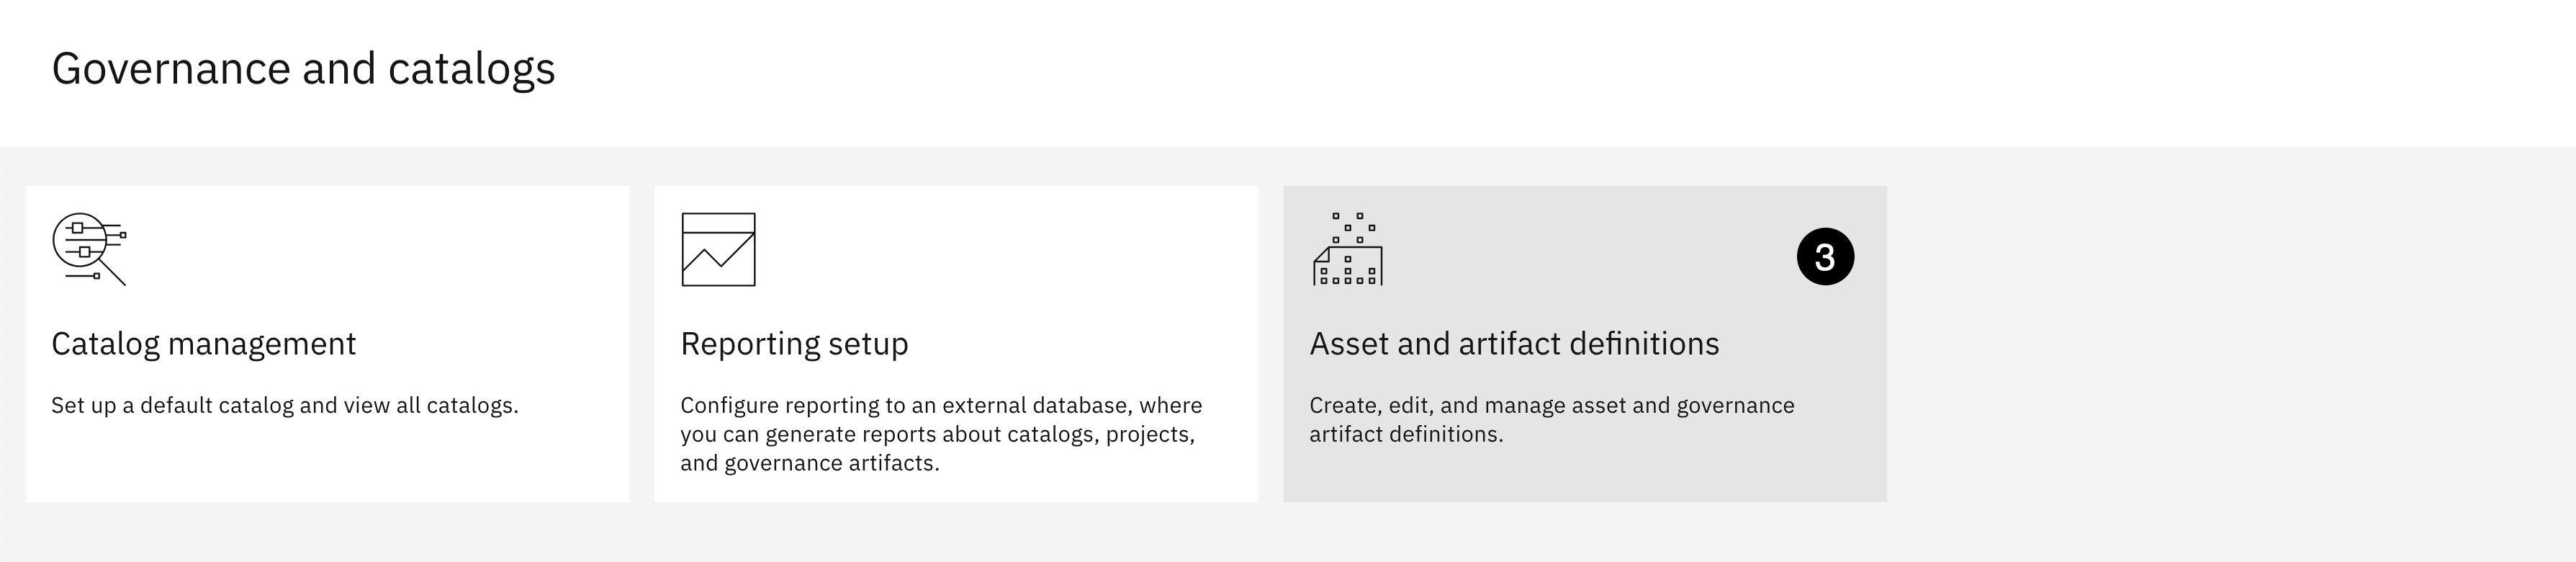 Governance and catalogs
3
Catalog management
Set up a default catalog and view all catalogs.
Reporting setup
Configure reporting to an external database, where
you can generate reports about catalogs, projects,
and governance artifacts.
Asset and artifact definitions
Create, edit, and manage asset and governance
artifact definitions.